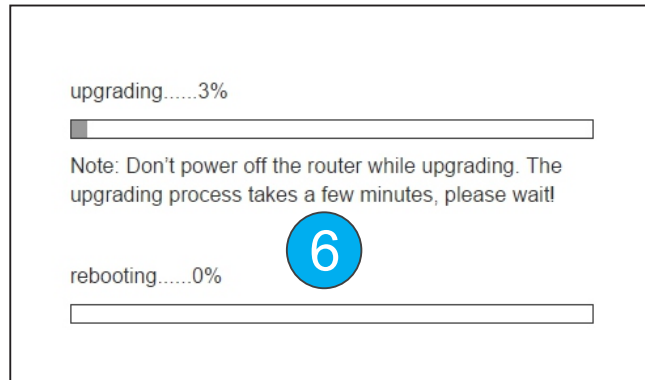 upgrading......3%
Note: Don't power off the router while upgrading. The
upgrading process takes a few minutes, please wait!
6
rebooting......0%